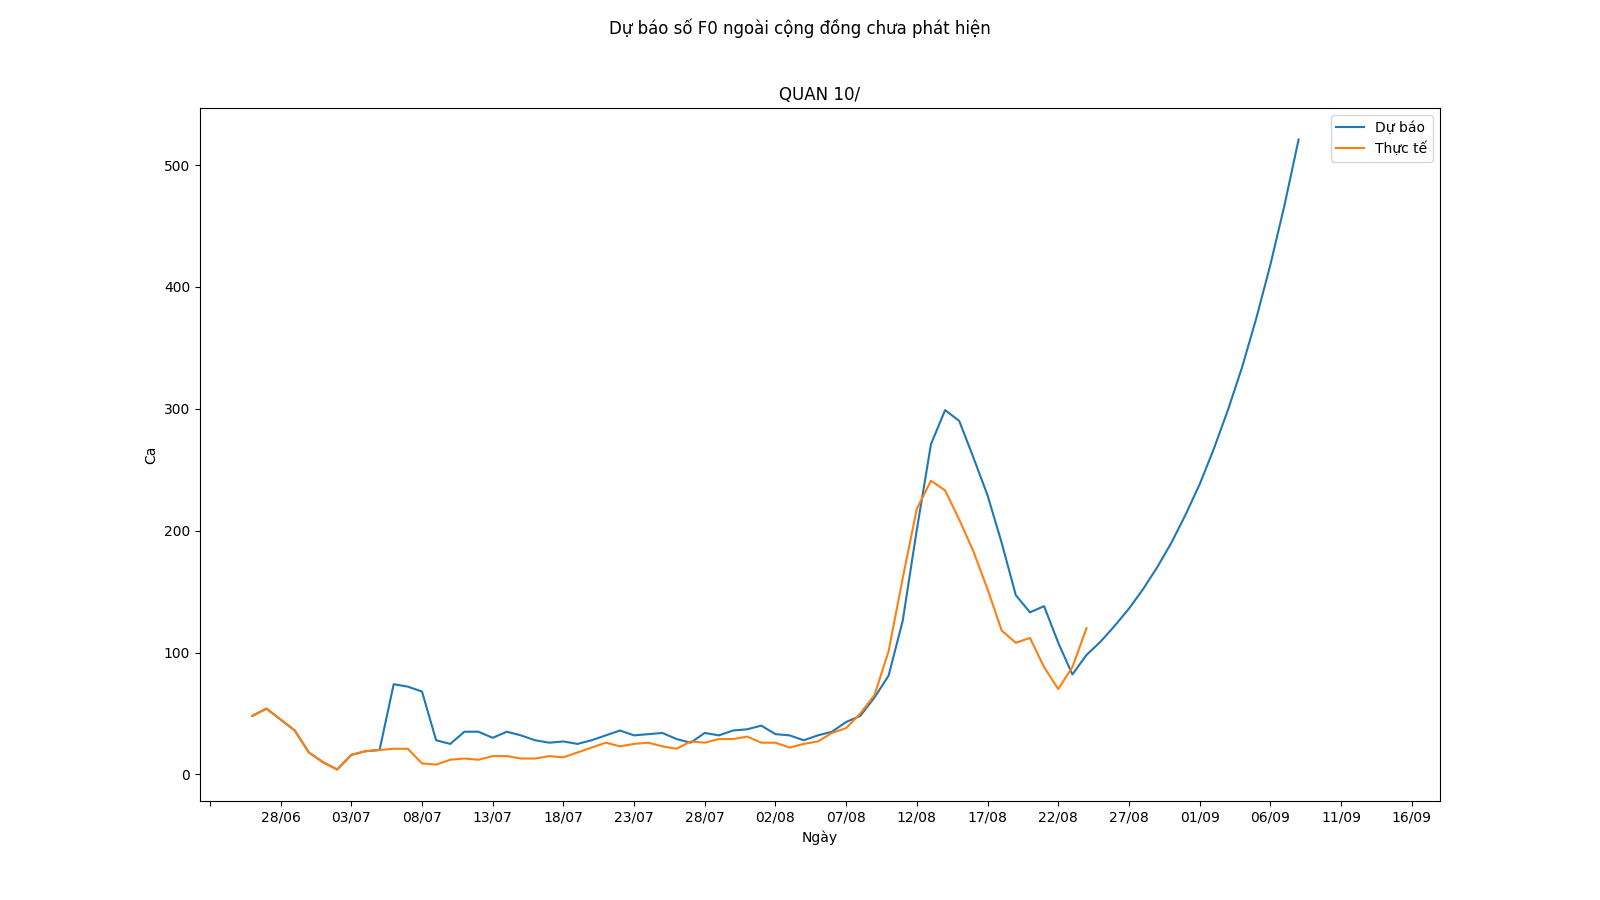 Dự báo số F0 ngoài cộng đồng chưa phát hiện
QUAN 10/
Dự báo
Thực tế
500
400
300
200
100
0
Ca
28/06 03/07 08/07 13/07 18/07 23/07 28/07 02/08 07/08 12/08 17/08 22/08 27/08 01/09 06/09 11/09 16/09
Ngày